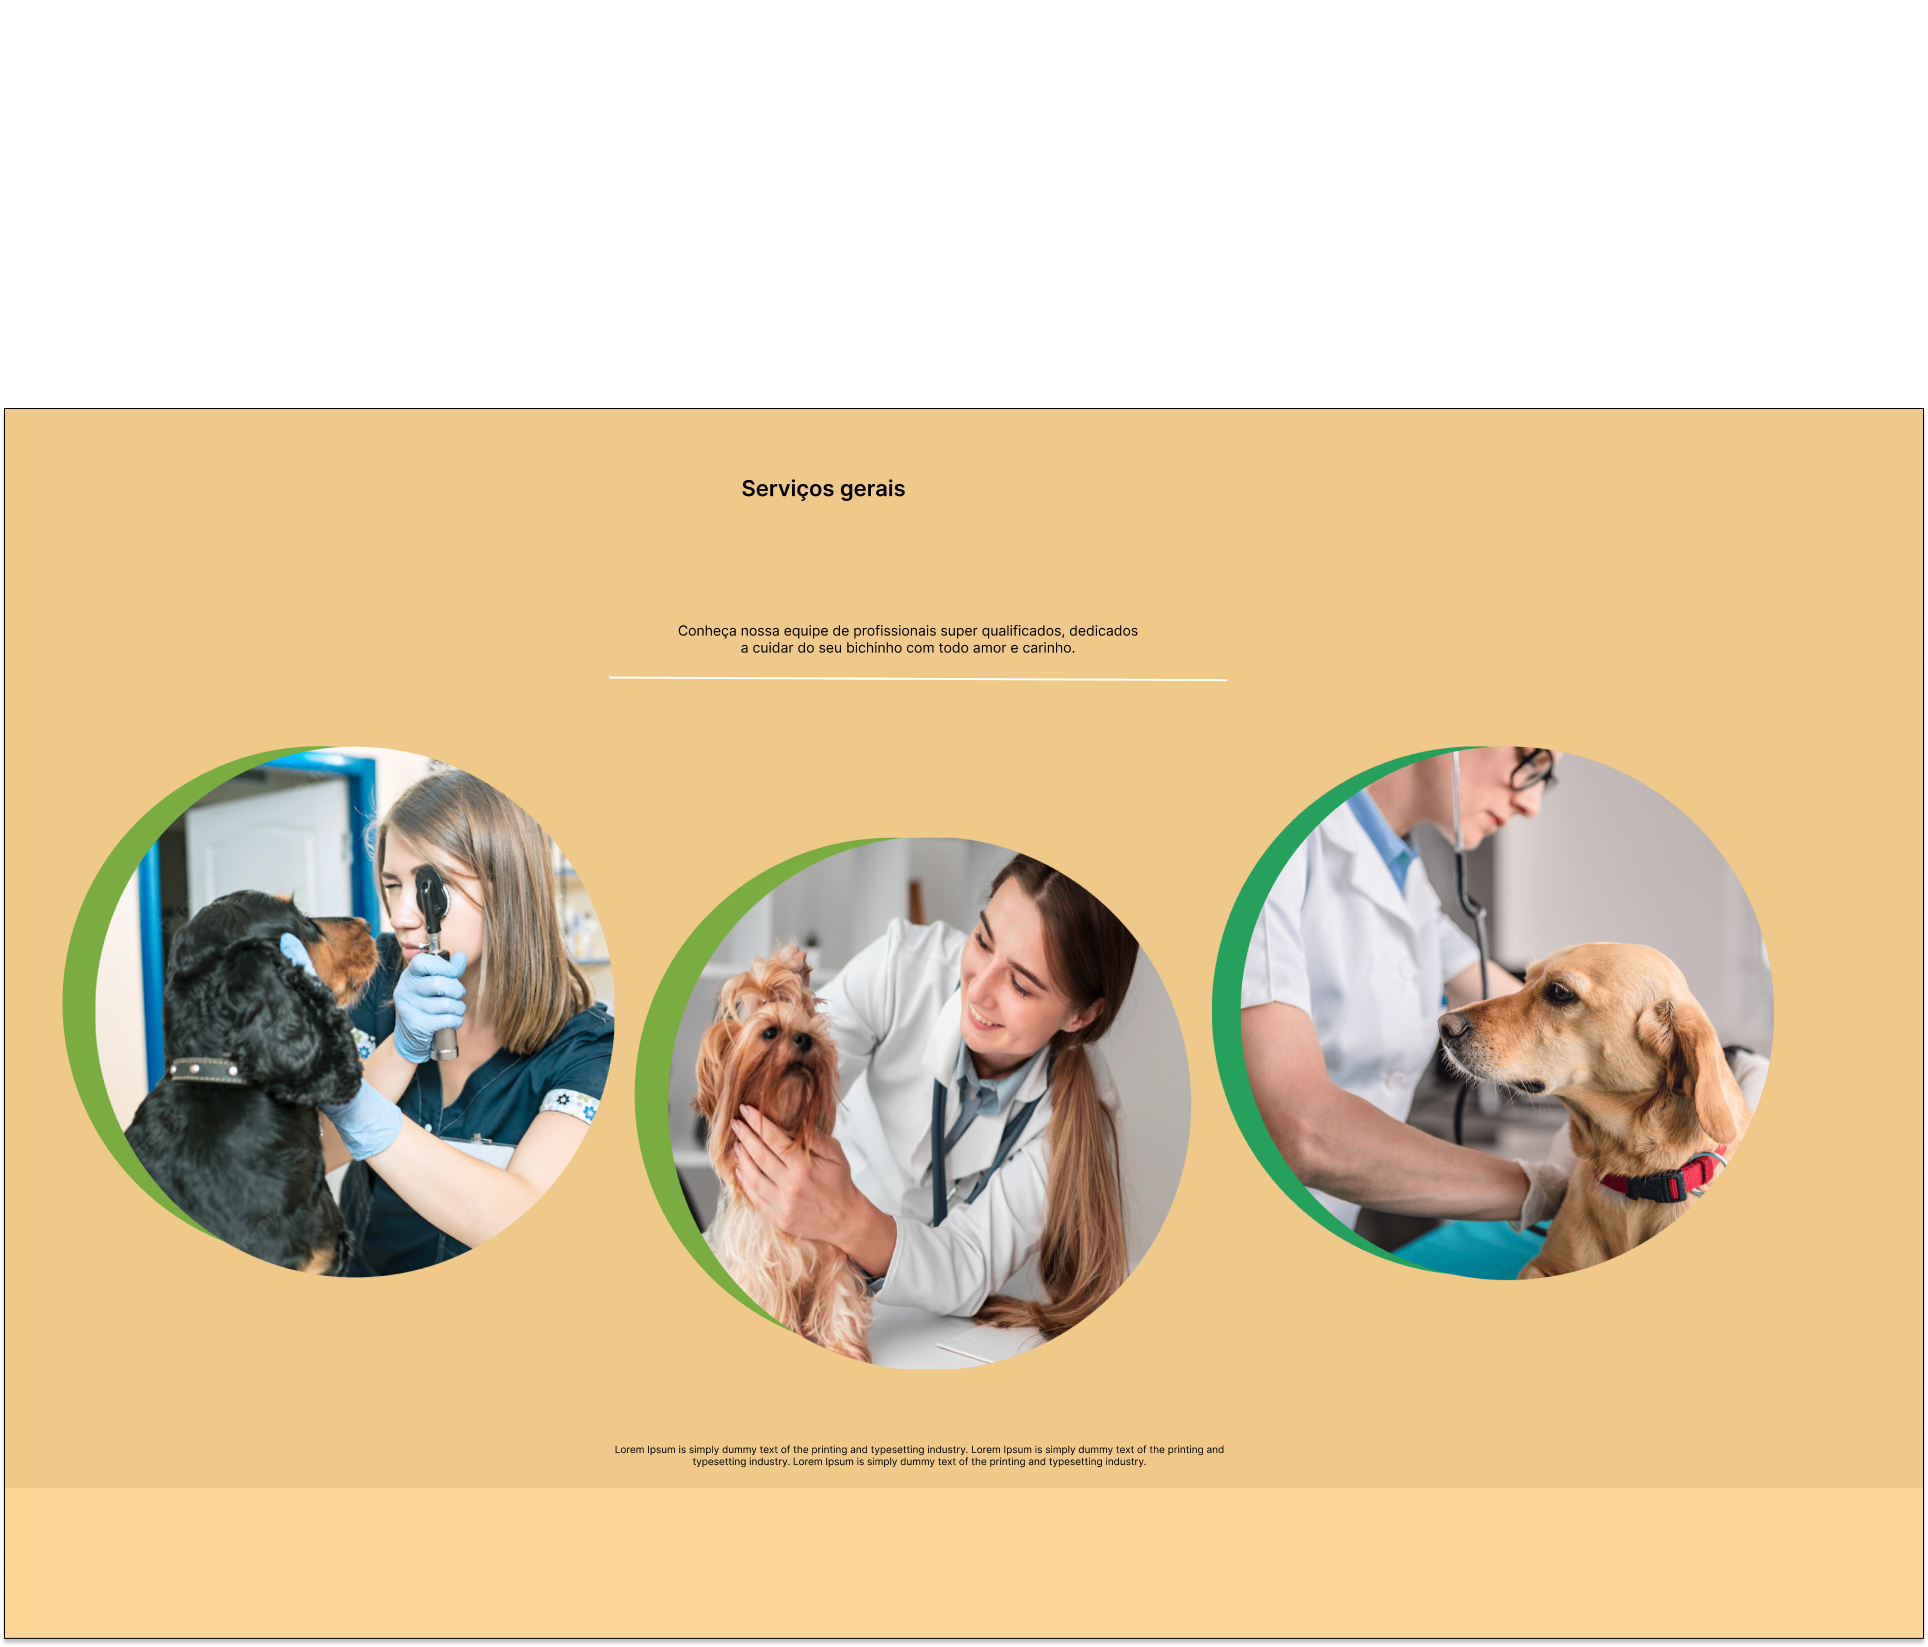 Serviços gerais
Conheça nossa equipe de profissionais super qualificados, dedicados
a cuidar do seu bichinho com todo amor e carinho.
Lorem Ipsum is simply dummy text of the printing and typesetting industry. Lorem Ipsum is simply dummy text of the printing and
typesetting industry. Lorem Ipsum is simply dummy text of the printing and typesetting industry.